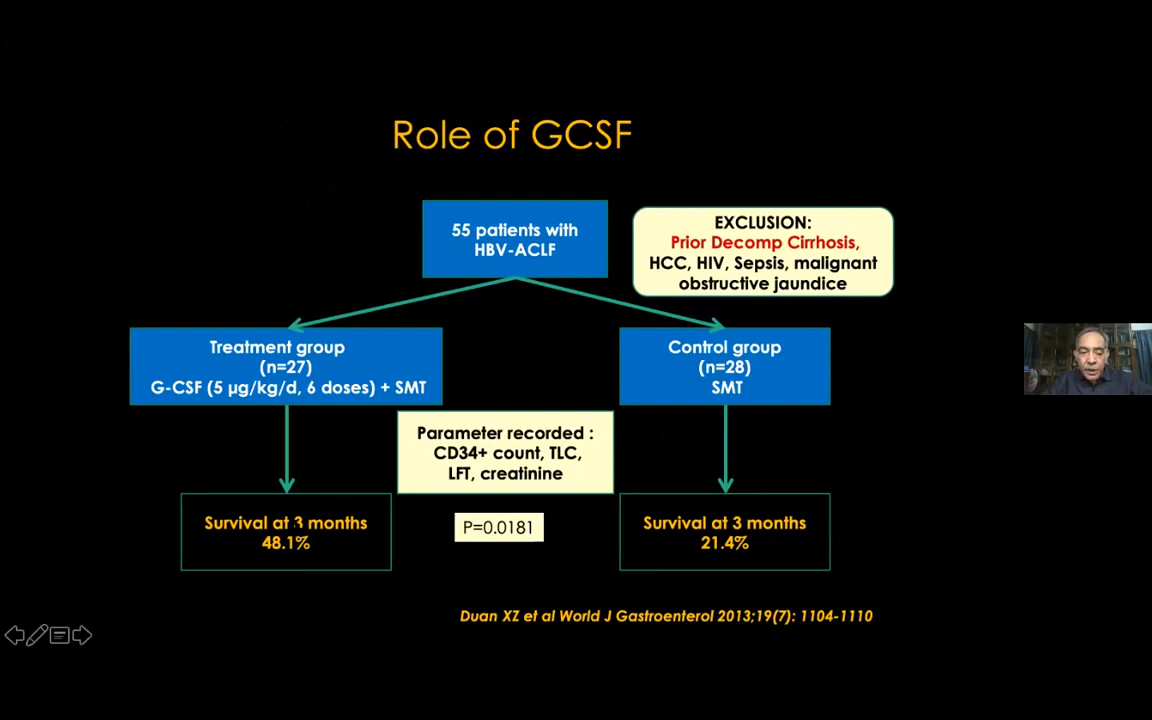 Role of GCSF
55 patients with
HBV-ACLF
EXCLUSION:
Prior Decomp Cirrhosis,
HCC, HIV, Sepsis, malignant
obstructive jaundice
Treatment group
(n=27)
G-CSF (5 µg/kg/d, 6 doses) + SMT
Control group
(n=28)
SMT
Parameter recorded :
CD34+ count, TLC,
LFT, creatinine
Survival at 3 months
48.1%
P=0.0181
Survival at 3 months
21.4%
Duan XZ et al World J Gastroenterol 2013;19(7): 1104-1110